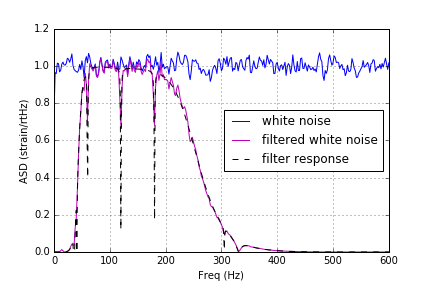 1.2
1.0
0.8
0.6
0.4
0.2
0.0
ASD (strain/rtHz)
white noise
filtered white noise
filter response
0 100 200 300 400 500 600
Freq (Hz)